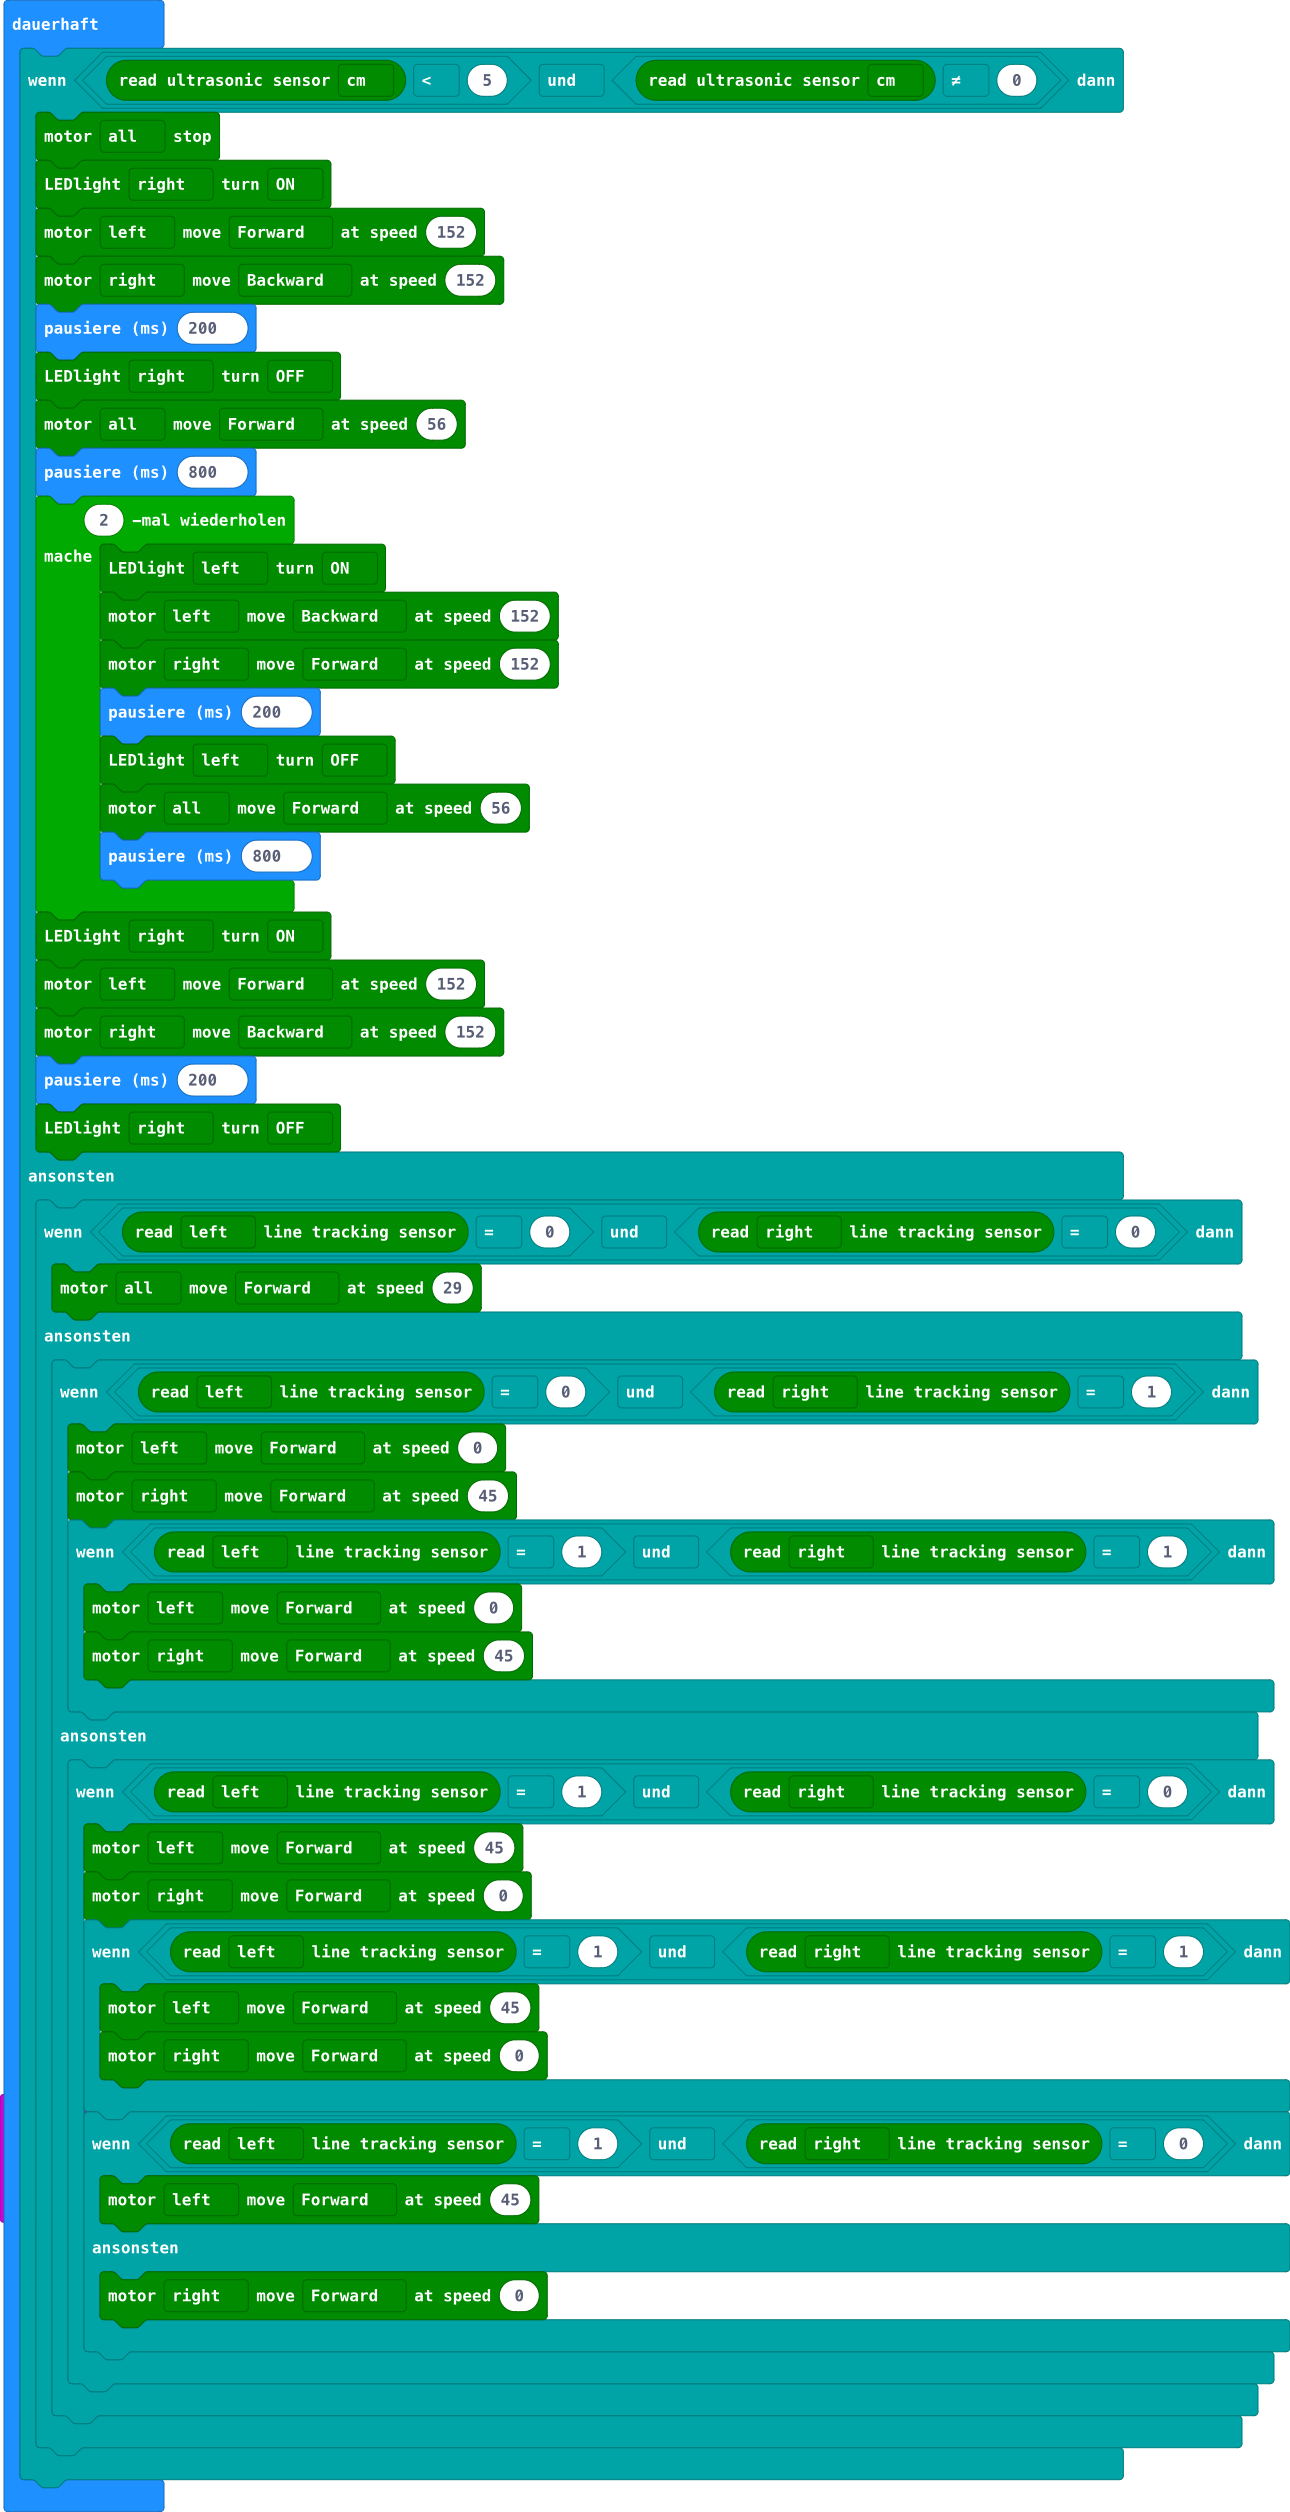 dauerhaft
wenn read ultrasonic sensor cm < 5 und read ultrasonic sensor cm ≠ 0 dann
motor all stop
LEDlight right turn ON
motor left move Forward at speed 152
motor right move Backward at speed 152
pausiere (ms) 200
LEDlight right turn OFF
motor all move Forward at speed 56
pausiere (ms) 800
2 -mal wiederholen
mache
LEDlight left turn ON
motor left move Backward at speed 152
motor right move Forward at speed 152
pausiere (ms) 200
LEDlight left turn OFF
motor all move Forward at speed 56
pausiere (ms) 800
LEDlight right turn ON
motor left move Forward at speed 152
motor right move Backward at speed 152
pausiere (ms) 200
LEDlight right turn OFF
ansonsten
wenn read left line tracking sensor = 0 und read right line tracking sensor = 0 dann
motor all move Forward at speed 29
ansonsten
wenn read left line tracking sensor = 0 und read right line tracking sensor = 1 dann
motor left move Forward at speed 0
motor right move Forward at speed 45
wenn read left line tracking sensor = 1 und read right line tracking sensor = 1 dann
motor left move Forward at speed 0
motor right move Forward at speed 45
ansonsten
wenn read left line tracking sensor = 1 und read right line tracking sensor = 0 dann
motor left move Forward at speed 45
motor right move Forward at speed 0
wenn read left line tracking sensor = 1 und read right line tracking sensor = 1 dann
motor left move Forward at speed 45
motor right move Forward at speed 0
wenn read left line tracking sensor = 1 und read right line tracking sensor = 0 dann
motor left move Forward at speed 45
ansonsten
motor right move Forward at speed 0